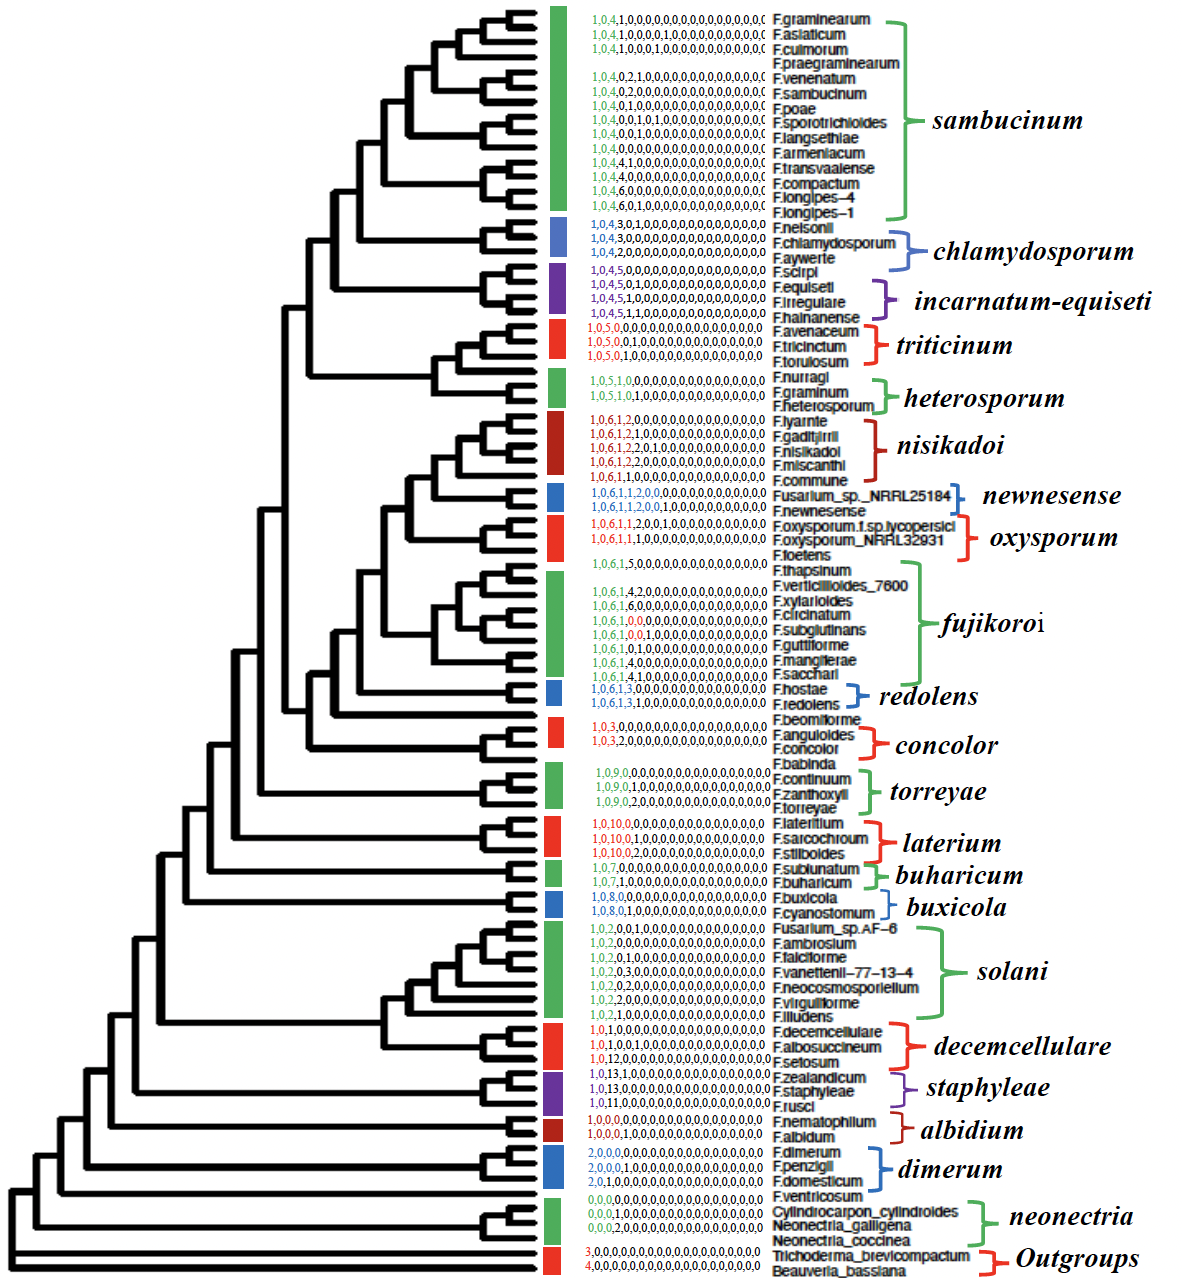 1,0,4,1,0,0,0,0,0,0,0,0,0,0,0,0,0,0,0,0
1,0,4,1,0,0,0,0,1,0,0,0,0,0,0,0,0,0,0,0
1,0,4,1,0,0,0,1,0,0,0,0,0,0,0,0,0,0,0,0
1,0,4,0,2,1,0,0,0,0,0,0,0,0,0,0,0,0,0,0
1,0,4,0,2,0,0,0,0,0,0,0,0,0,0,0,0,0,0,0
1,0,4,0,1,0,0,0,0,0,0,0,0,0,0,0,0,0,0,0
1,0,4,0,0,1,0,1,0,0,0,0,0,0,0,0,0,0,0,0
1,0,4,0,0,1,0,0,0,0,0,0,0,0,0,0,0,0,0,0
1,0,4,0,0,0,0,0,0,0,0,0,0,0,0,0,0,0,0,0
1,0,4,4,1,0,0,0,0,0,0,0,0,0,0,0,0,0,0,0
1,0,4,4,0,0,0,0,0,0,0,0,0,0,0,0,0,0,0,0
1,0,4,6,0,0,0,0,0,0,0,0,0,0,0,0,0,0,0,0
1,0,4,6,0,1,0,0,0,0,0,0,0,0,0,0,0,0,0,0
1,0,4,3,0,1,0,0,0,0,0,0,0,0,0,0,0,0,0,0
1,0,4,3,0,0,0,0,0,0,0,0,0,0,0,0,0,0,0,0
1,0,4,2,0,0,0,0,0,0,0,0,0,0,0,0,0,0,0,0
1,0,4,5,0,0,0,0,0,0,0,0,0,0,0,0,0,0,0,0
1,0,4,5,0,1,0,0,0,0,0,0,0,0,0,0,0,0,0,0
1,0,4,5,1,0,0,0,0,0,0,0,0,0,0,0,0,0,0,0
1,0,4,5,1,1,0,0,0,0,0,0,0,0,0,0,0,0,0,0
1,0,5,0,0,0,0,0,0,0,0,0,0,0,0,0,0,0,0,0
1,0,5,0,0,1,0,0,0,0,0,0,0,0,0,0,0,0,0,0
1,0,5,0,1,0,0,0,0,0,0,0,0,0,0,0,0,0,0,0
1,0,5,1,0,0,0,0,0,0,0,0,0,0,0,0,0,0,0,0
1,0,5,1,0,1,0,0,0,0,0,0,0,0,0,0,0,0,0,0
1,0,6,1,2,0,0,0,0,0,0,0,0,0,0,0,0,0,0,0
1,0,6,1,2,1,0,0,0,0,0,0,0,0,0,0,0,0,0,0
1,0,6,1,2,2,0,1,0,0,0,0,0,0,0,0,0,0,0,0
1,0,6,1,2,2,0,0,0,0,0,0,0,0,0,0,0,0,0,0
1,0,6,1,1,0,0,0,0,0,0,0,0,0,0,0,0,0,0,0
1,0,6,1,1,2,0,0,0,0,0,0,0,0,0,0,0,0,0,0
1,0,6,1,1,2,0,0,1,0,0,0,0,0,0,0,0,0,0,0
1,0,6,1,1,2,0,0,1,0,0,0,0,0,0,0,0,0,0,0
1,0,6,1,1,1,0,0,0,0,0,0,0,0,0,0,0,0,0,0
1,0,6,1,5,0,0,0,0,0,0,0,0,0,0,0,0,0,0,0
1,0,6,1,4,2,0,0,0,0,0,0,0,0,0,0,0,0,0,0
1,0,6,1,6,0,0,0,0,0,0,0,0,0,0,0,0,0,0,0
1,0,6,1,0,0,0,0,0,0,0,0,0,0,0,0,0,0,0,0
1,0,6,1,0,0,1,0,0,0,0,0,0,0,0,0,0,0,0,0
1,0,6,1,0,1,0,0,0,0,0,0,0,0,0,0,0,0,0,0
1,0,6,1,4,0,0,0,0,0,0,0,0,0,0,0,0,0,0,0
1,0,6,1,4,1,0,0,0,0,0,0,0,0,0,0,0,0,0,0
1,0,6,1,3,0,0,0,0,0,0,0,0,0,0,0,0,0,0,0
1,0,6,1,3,1,0,0,0,0,0,0,0,0,0,0,0,0,0,0
1,0,3,0,0,0,0,0,0,0,0,0,0,0,0,0,0,0,0,0
1,0,3,2,0,0,0,0,0,0,0,0,0,0,0,0,0,0,0,0
1,0,9,0,0,0,0,0,0,0,0,0,0,0,0,0,0,0,0,0
1,0,9,0,1,0,0,0,0,0,0,0,0,0,0,0,0,0,0,0
1,0,9,0,2,0,0,0,0,0,0,0,0,0,0,0,0,0,0,0
1,0,10,0,0,0,0,0,0,0,0,0,0,0,0,0,0,0,0
1,0,10,0,1,0,0,0,0,0,0,0,0,0,0,0,0,0,0
1,0,10,0,2,0,0,0,0,0,0,0,0,0,0,0,0,0,0
1,0,7,0,0,0,0,0,0,0,0,0,0,0,0,0,0,0,0,0
1,0,7,1,0,0,0,0,0,0,0,0,0,0,0,0,0,0,0,0
1,0,8,0,0,0,0,0,0,0,0,0,0,0,0,0,0,0,0,0
1,0,8,0,1,0,0,0,0,0,0,0,0,0,0,0,0,0,0,0
1,0,2,0,0,1,0,0,0,0,0,0,0,0,0,0,0,0,0,0
1,0,2,0,0,0,0,0,0,0,0,0,0,0,0,0,0,0,0,0
1,0,2,0,1,0,0,0,0,0,0,0,0,0,0,0,0,0,0,0
1,0,2,0,3,0,0,0,0,0,0,0,0,0,0,0,0,0,0,0
1,0,2,0,2,0,0,0,0,0,0,0,0,0,0,0,0,0,0,0
1,0,2,2,0,0,0,0,0,0,0,0,0,0,0,0,0,0,0,0
1,0,2,1,0,0,0,0,0,0,0,0,0,0,0,0,0,0,0,0
1,0,1,0,0,0,0,0,0,0,0,0,0,0,0,0,0,0,0,0
1,0,1,0,0,1,0,0,0,0,0,0,0,0,0,0,0,0,0,0
1,0,12,0,0,0,0,0,0,0,0,0,0,0,0,0,0,0,0,0
1,0,13,1,0,0,0,0,0,0,0,0,0,0,0,0,0,0,0,0
1,0,13,0,0,0,0,0,0,0,0,0,0,0,0,0,0,0,0,0
1,0,11,0,0,0,0,0,0,0,0,0,0,0,0,0,0,0,0,0
1,0,0,0,0,0,0,0,0,0,0,0,0,0,0,0,0,0,0,0
1,0,0,0,1,0,0,0,0,0,0,0,0,0,0,0,0,0,0,0
2,0,0,0,0,0,0,0,0,0,0,0,0,0,0,0,0,0,0,0
2,0,0,0,1,0,0,0,0,0,0,0,0,0,0,0,0,0,0,0
2,0,1,0,0,0,0,0,0,0,0,0,0,0,0,0,0,0,0,0
0,0,0,0,0,0,0,0,0,0,0,0,0,0,0,0,0,0,0,0
0,0,0,1,0,0,0,0,0,0,0,0,0,0,0,0,0,0,0,0
0,0,0,2,0,0,0,0,0,0,0,0,0,0,0,0,0,0,0,0
3,0,0,0,0,0,0,0,0,0,0,0,0,0,0,0,0,0,0,0
4,0,0,0,0,0,0,0,0,0,0,0,0,0,0,0,0,0,0,0
F.graminearum
F.asiaticum
F.culmorum
F.praegraminearum
F.venenatum
F.sambucinum
F.poae
F.sporotrichioides
F.langsethiae
F.armeniacum
F.transvaalense
F.compactum
F.longipes-4
F.longipes-1
F.nelsonii
F.chlamydosporum
F.aywerte
F.scirpi
F.equiseti
F.irregulare
F.hainanense
F.avenaceum
F.tricinctum
F.torulosum
F.nurragi
F.graminum
F.heterosporum
F.lyarnte
F.gaditjirrii
F.nisikadoi
F.miscanthi
F.commune
Fusarium_sp._NRRL25184
F.newnesense
F.oxysporum.f.sp.lycopersici
F.oxysporum_NRRL32931
F.foetens
F.thapsinum
F.verticillioides_7600
F.xylarioides
F.circinatum
F.subglutinans
F.guttiforme
F.mangiferae
F.sacchari
F.hostae
F.redolens
F.beomiforme
F.anguioides
F.concolor
F.babinda
F.continuum
F.zanthoxyli
F.torreyae
F.lateritium
F.sarcochroum
F.stilboides
F.sublunatum
F.buharicum
F.buxicola
F.cyanostomum
Fusarium_sp.AF-6
F.ambrosium
F.falciforme
F.vanettenii-77-13-4
F.neocosmosporiellum
F.virguliforme
F.illudens
F.decemcellulare
F.albosuccineum
F.setosum
F.zealandicum
F.staphyleae
F.rusci
F.nematophilum
F.albidum
F.dimerum
F.penzigii
F.domesticum
F.ventricosum
Cylindrocarpon_cylindroides
Neonectria_galligena
Neonectria_coccinea
Trichoderma_brevicompactum
Beauveria_bassiana
sambucinum
chlamydosporum
incarnatum-equiseti
triticinum
heterosporum
nisikadoi
newnesense
oxysporum
fujikoroi
redolens
concolor
torreyae
laterium
buharicum
buxicola
solani
decemcellulare
staphyleae
albidium
dimerum
neonectria
Outgroups